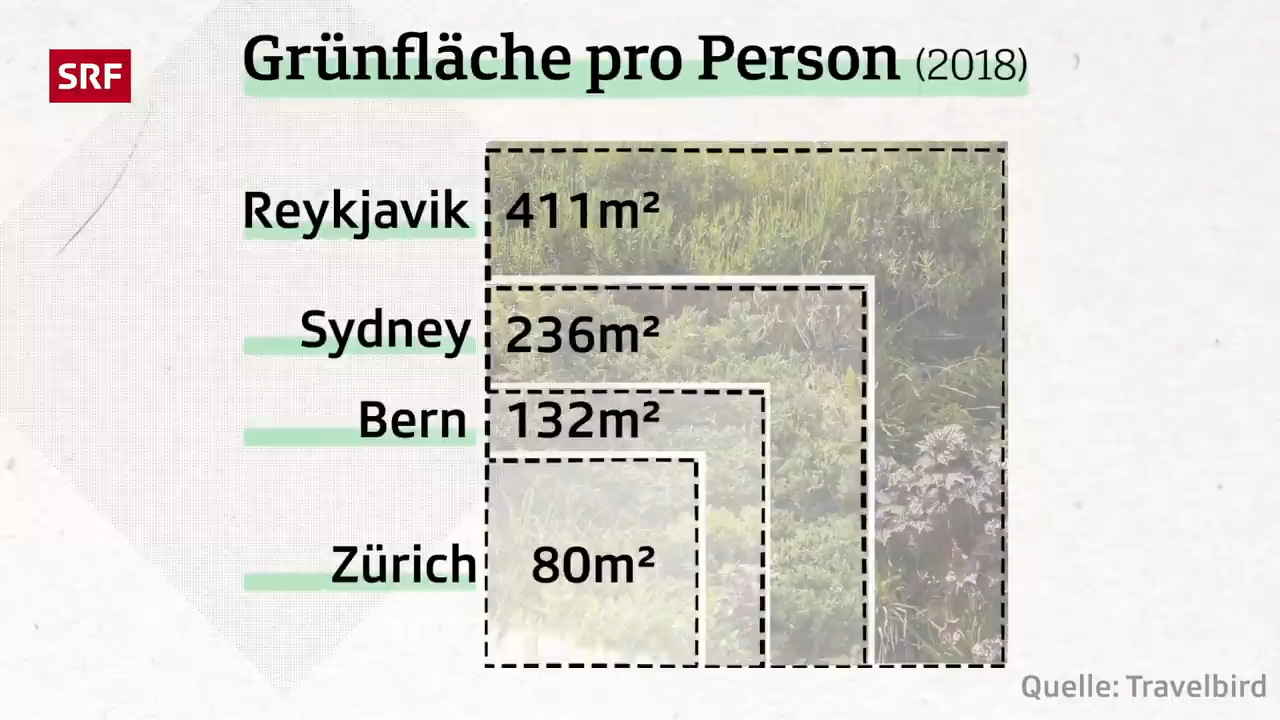 SRF
Grünfläche pro Person (2018)
Reykjavik 411m²
Sydney 236m²
Bern 132m²
Zürich 80m²
Quelle: Travelbird